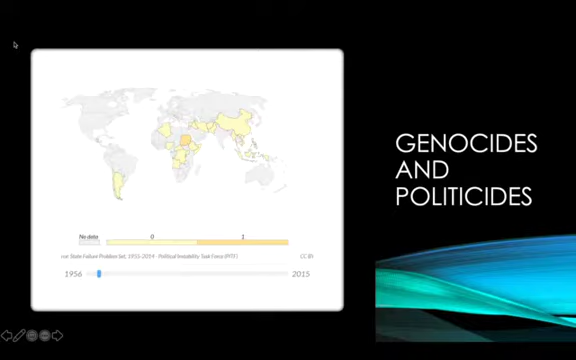 GENOCIDES
AND
POLITICIDES
No data
0
1
State Failure Problem Set, 1955-2014 - Political Instability Task Force (PITF)
CC BY
1956
2015